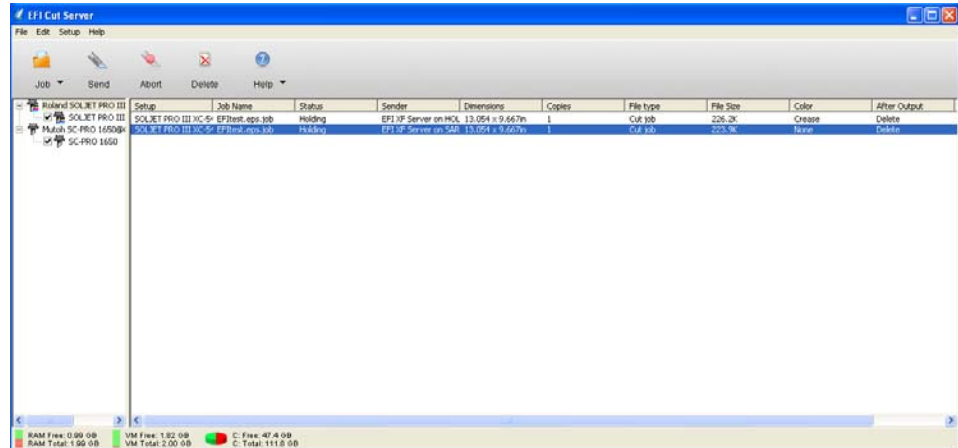 EFI Cut Server
File Edit Setup Help
Job Send Abort Delete Help
Roland SOLJET PRO III
SOLJET PRO III
Mutoh SC-PRO 1650@
SC-PRO 1650
Setup Job Name Status Sender Dimensions Copies File type File Size Color After Output
SOLJET PRO III XC-5 EFItest.eps.job Holding EFI XF Server on HOL 13.054 x 9.667in 1 Cut job 226.2K Crease Delete
SOLJET PRO III XC-5 EFItest.eps.job Holding EFI XF Server on SAR 13.054 x 9.667in 1 Cut job 223.9K None Delete
RAM Free: 0.99 GB VM Free: 1.82 GB C: Free: 47.4 GB
RAM Total: 1.99 GB VM Total: 2.00 GB C: Total: 111.8 GB